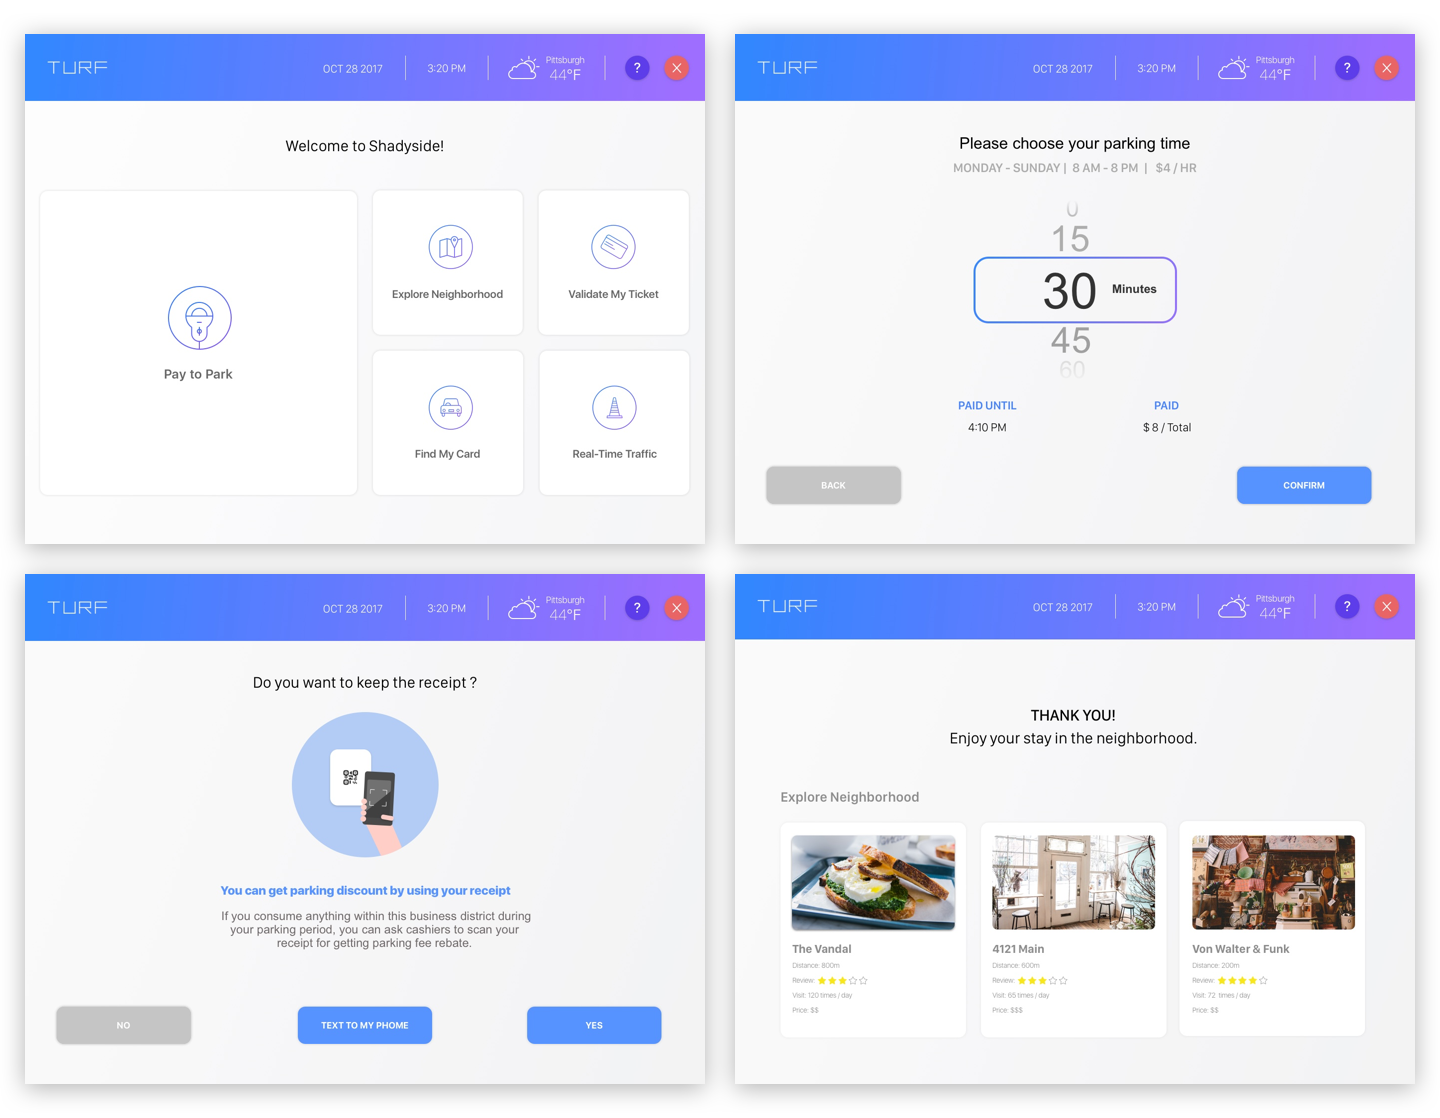 TURF
OCT 28 2017
3:20 PM
Pittsburgh
44°F
?
Welcome to Shadyside!
Pay to Park
Explore Neighborhood
Validate My Ticket
Find My Card
Real-Time Traffic
TURF
OCT 28 2017
3:20 PM
Pittsburgh
44°F
?
Please choose your parking time
MONDAY - SUNDAY | 8 AM - 8 PM | $4 / HR
0
15
30 Minutes
45
60
PAID UNTIL
4:10 PM
PAID
$ 8 / Total
BACK
CONFIRM
TURF
OCT 28 2017
3:20 PM
Pittsburgh
44°F
?
Do you want to keep the receipt ?
You can get parking discount by using your receipt
If you consume anything within this business district during
your parking period, you can ask cashiers to scan your
receipt for getting parking fee rebate.
NO
TEXT TO MY PHOME
YES
TURF
OCT 28 2017
3:20 PM
Pittsburgh
44°F
?
THANK YOU!
Enjoy your stay in the neighborhood.
Explore Neighborhood
The Vandal
Distance: 800m
Review:
Visit: 120 times / day
Price: $$
4121 Main
Distance: 600m
Review:
Visit: 65 times / day
Price: $$$
Von Walter & Funk
Distance: 200m
Review:
Visit: 72 times / day
Price: $$